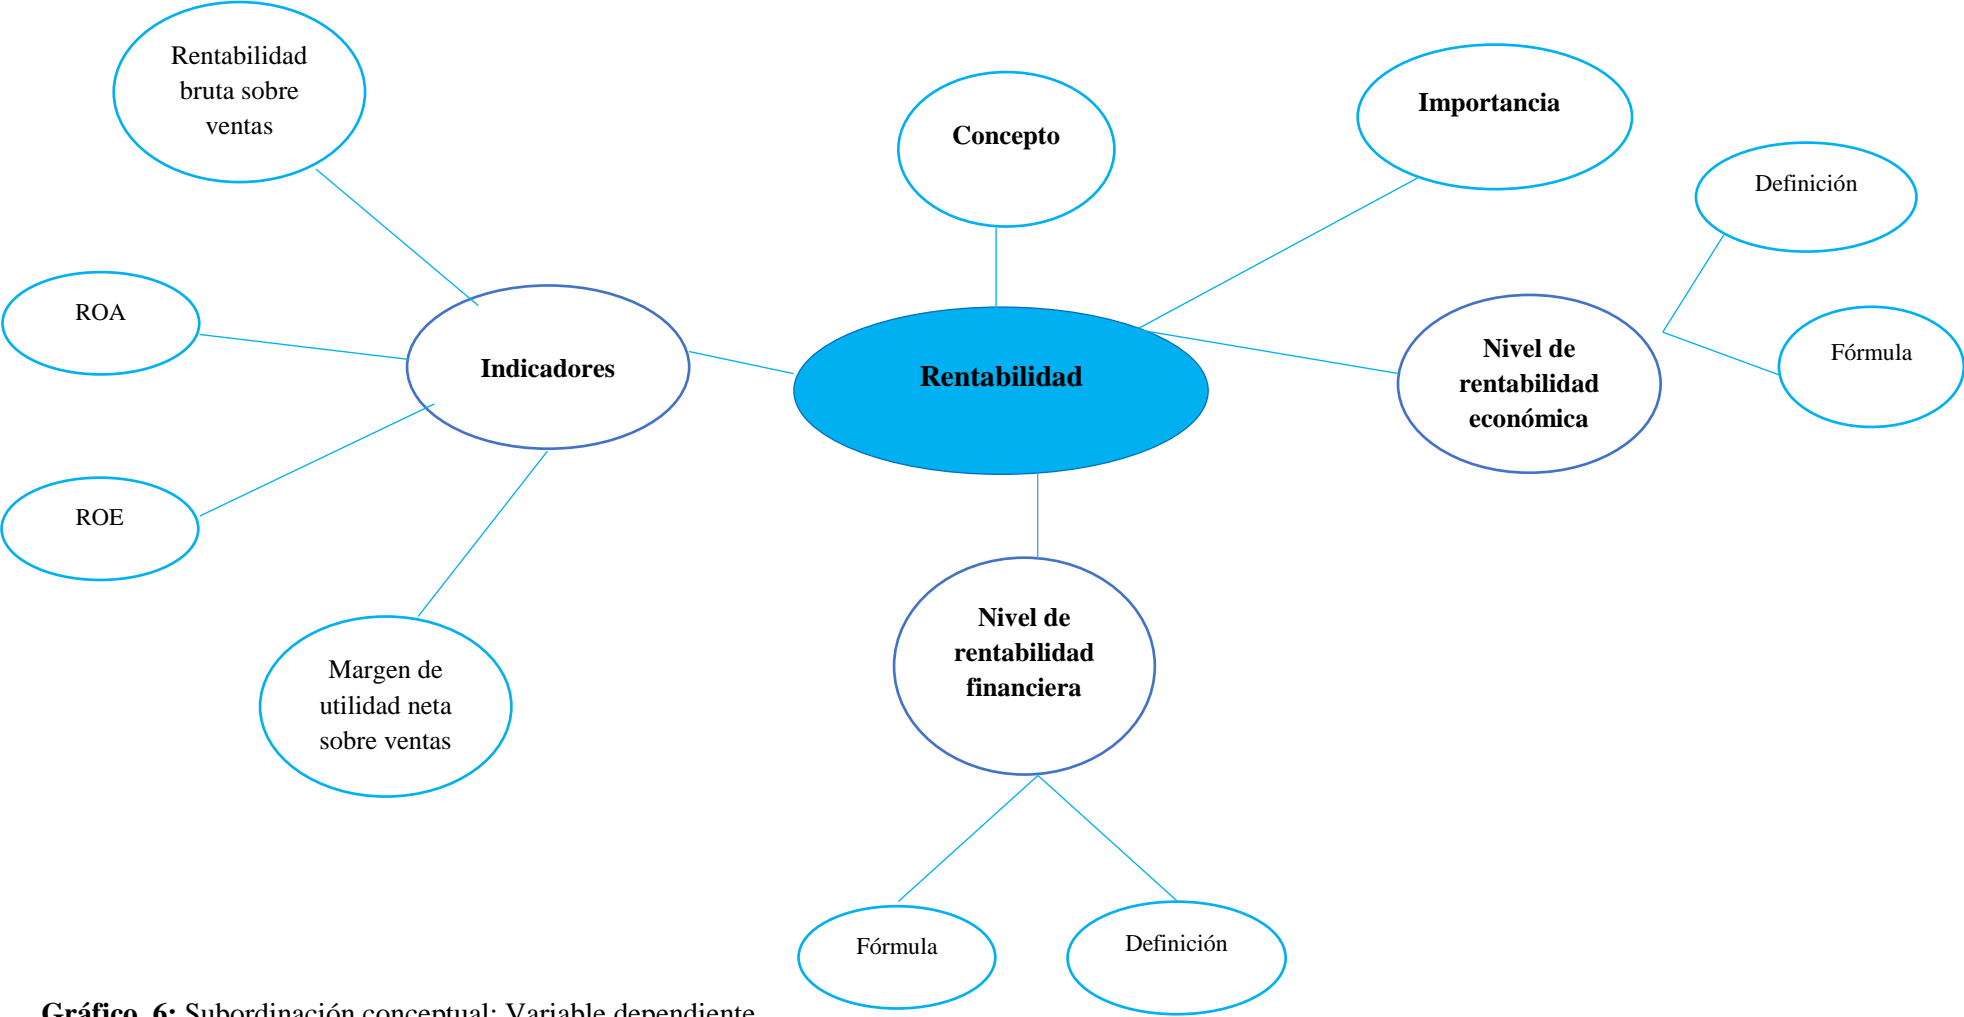 Rentabilidad
bruta sobre
ventas
Concepto
Importancia
Definición
ROA
Indicadores
Rentabilidad
Nivel de
rentabilidad
económica
Fórmula
ROE
Margen de
utilidad neta
sobre ventas
Nivel de
rentabilidad
financiera
Fórmula
Definición
Gráfico 6: Subordinación conceptual: Variable dependiente